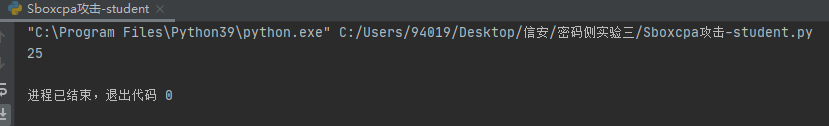 Sboxcpa攻击-student ×
"C:\Program Files\Python39\python.exe" C:/Users/94019/Desktop/信安/密码侧实验三/Sboxcpa攻击-student.py
25
进程已结束，退出代码 0